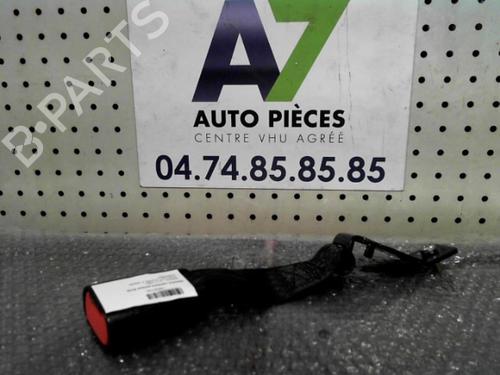 B-PARTS
A7
AUTO PIÈCES
CENTRE VHU AGRÉÉ
04.74.85.85.85